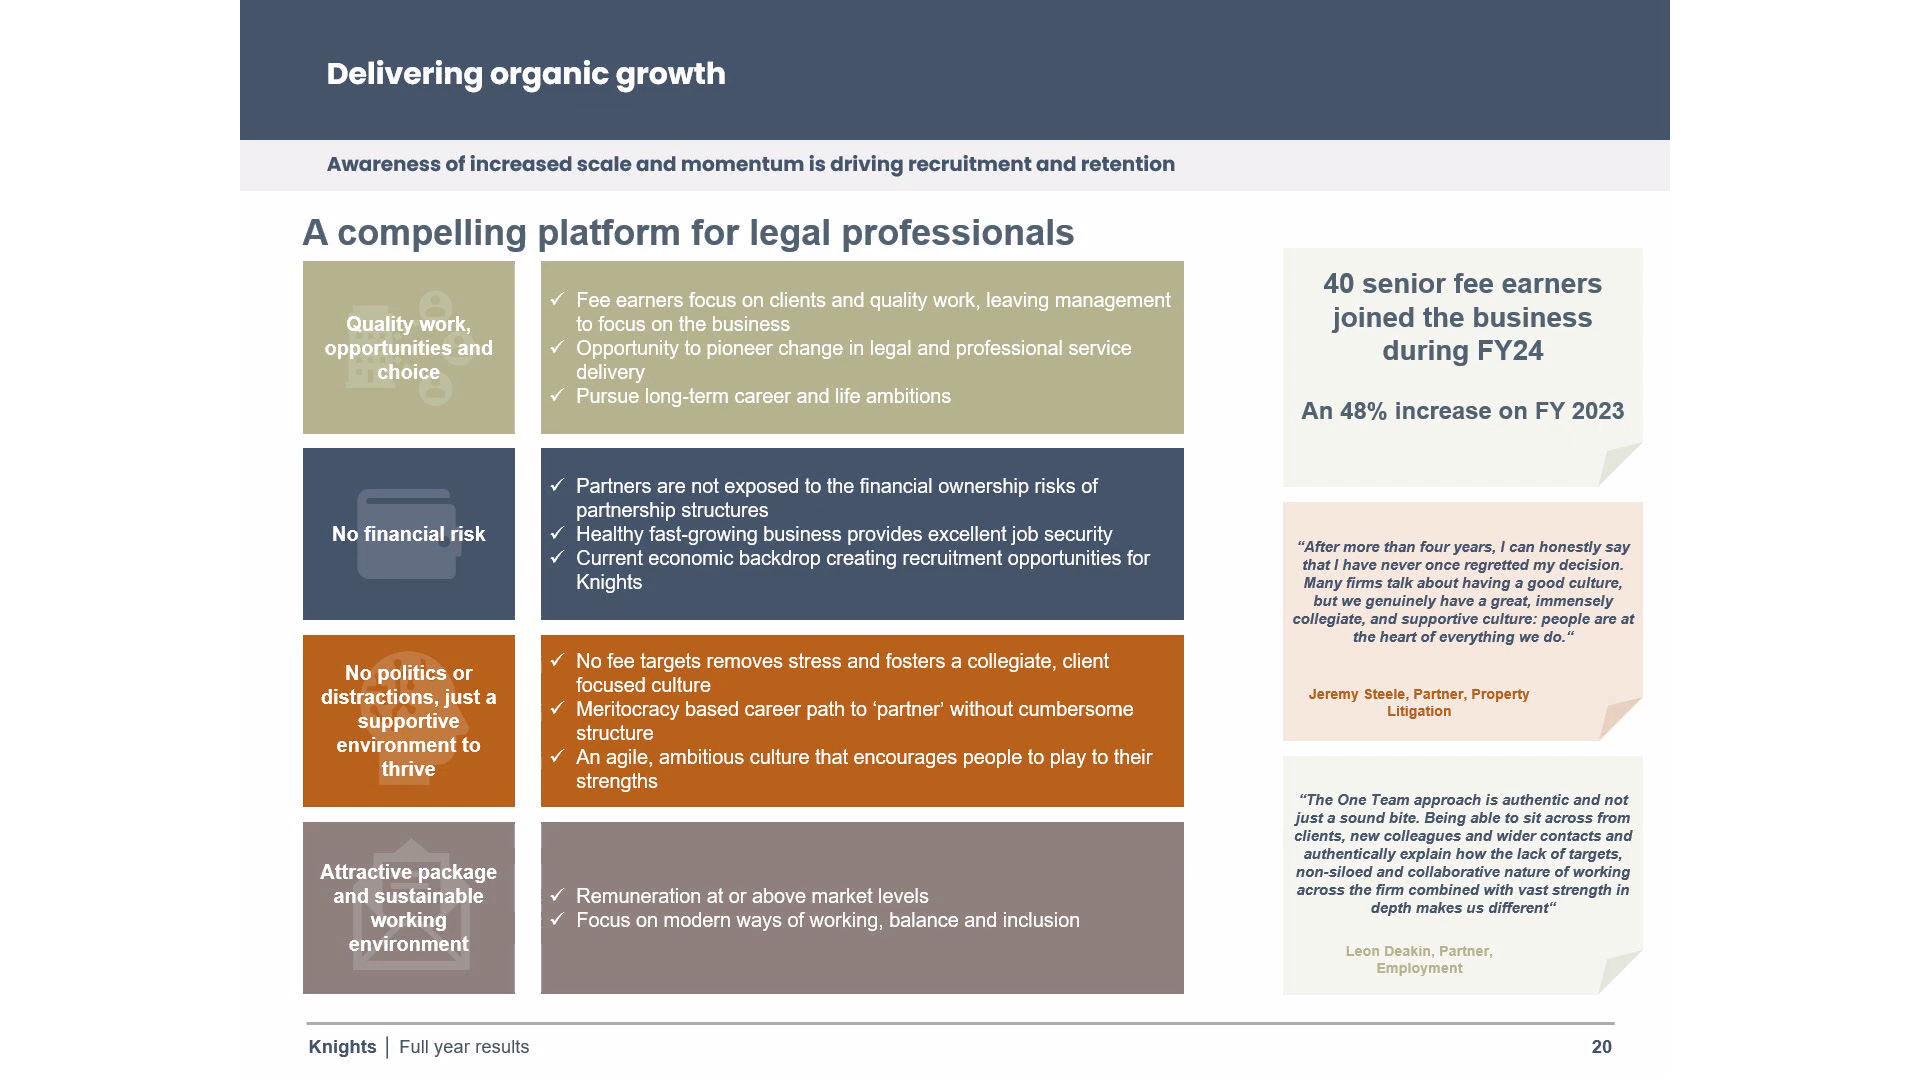 Delivering organic growth
Awareness of increased scale and momentum is driving recruitment and retention
A compelling platform for legal professionals
Quality work,
opportunities and
choice
✓ Fee earners focus on clients and quality work, leaving management
to focus on the business
✓ Opportunity to pioneer change in legal and professional service
delivery
✓ Pursue long-term career and life ambitions
No financial risk
✓ Partners are not exposed to the financial ownership risks of
partnership structures
✓ Healthy fast-growing business provides excellent job security
✓ Current economic backdrop creating recruitment opportunities for
Knights
No politics or
distractions, just a
supportive
environment to
thrive
✓ No fee targets removes stress and fosters a collegiate, client
focused culture
✓ Meritocracy based career path to ‘partner’ without cumbersome
structure
✓ An agile, ambitious culture that encourages people to play to their
strengths
Attractive package
and sustainable
working
environment
✓ Remuneration at or above market levels
✓ Focus on modern ways of working, balance and inclusion
40 senior fee earners
joined the business
during FY24
An 48% increase on FY 2023
“After more than four years, I can honestly say
that I have never once regretted my decision.
Many firms talk about having a good culture,
but we genuinely have a great, immensely
collegiate, and supportive culture: people are at
the heart of everything we do.“
Jeremy Steele, Partner, Property
Litigation
“The One Team approach is authentic and not
just a sound bite. Being able to sit across from
clients, new colleagues and wider contacts and
authentically explain how the lack of targets,
non-siloed and collaborative nature of working
across the firm combined with vast strength in
depth makes us different“
Leon Deakin, Partner,
Employment
Knights | Full year results
20